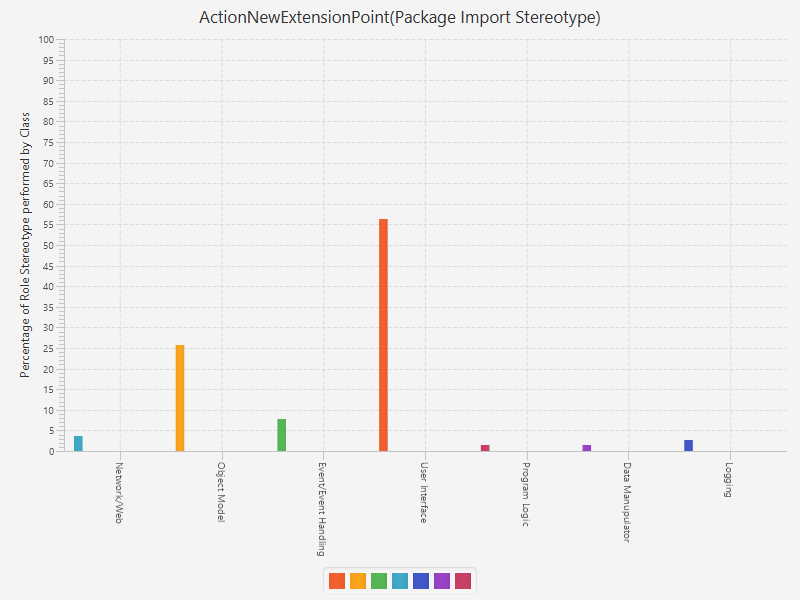 ActionNewExtensionPoint(Package Import Stereotype)
Percentage of Role Stereotype performed by Class
100
95
90
85
80
75
70
65
60
55
50
45
40
35
30
25
20
15
10
5
0
Network/Web
Object Model
Event/Event Handling
User Interface
Program Logic
Data Manupulator
Logging